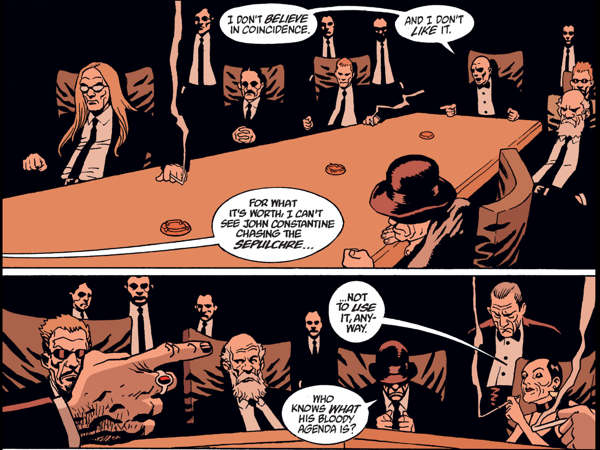 I DON'T BELIEVE
IN COINCIDENCE.
AND I DON'T
LIKE IT.
FOR WHAT
IT'S WORTH, I CAN'T
SEE JOHN CONSTANTINE
CHASING THE
SEPULCHRE...
...NOT
TO USE
IT, ANY-
WAY.
WHO
KNOWS WHAT
HIS BLOODY
AGENDA IS?